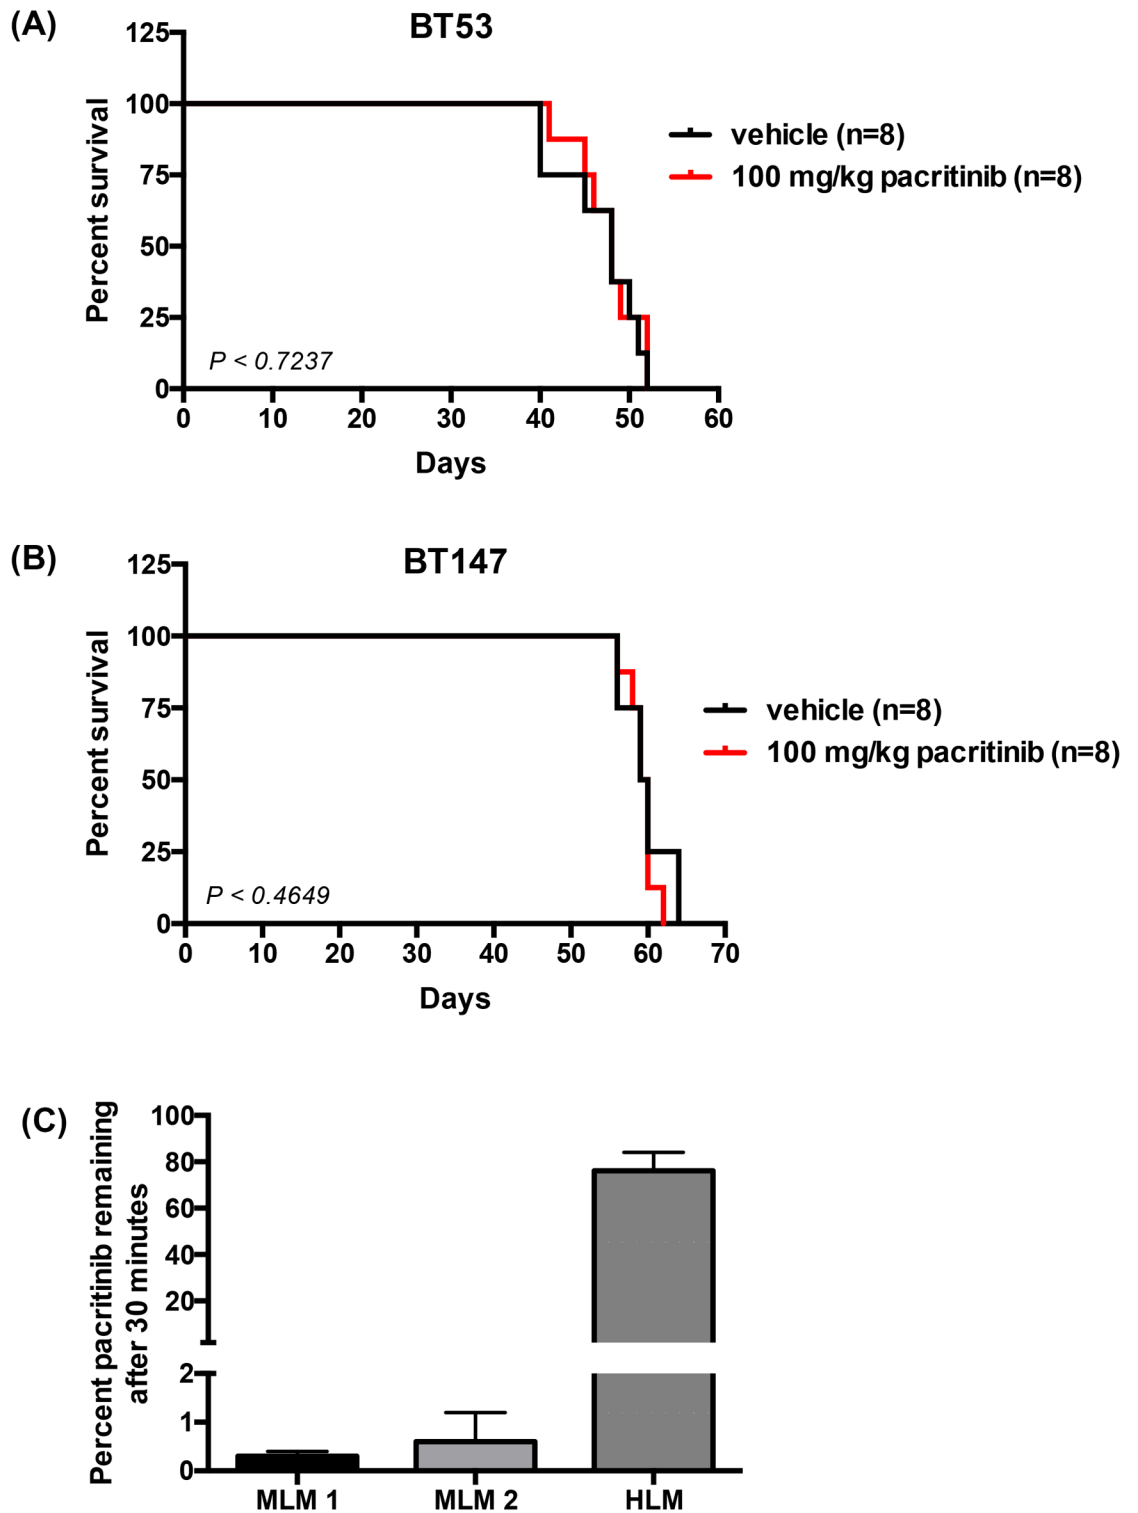 (A)
BT53
125
100
75
50
25
0
Percent survival
vehicle (n=8)
100 mg/kg pacritinib (n=8)
P < 0.7237
0 10 20 30 40 50 60
Days
(B)
BT147
125
100
75
50
25
0
Percent survival
vehicle (n=8)
100 mg/kg pacritinib (n=8)
P < 0.4649
0 10 20 30 40 50 60 70
Days
(C)
Percent pacritinib remaining
after 30 minutes
100
80
60
40
20
2
1
0
MLM 1 MLM 2 HLM